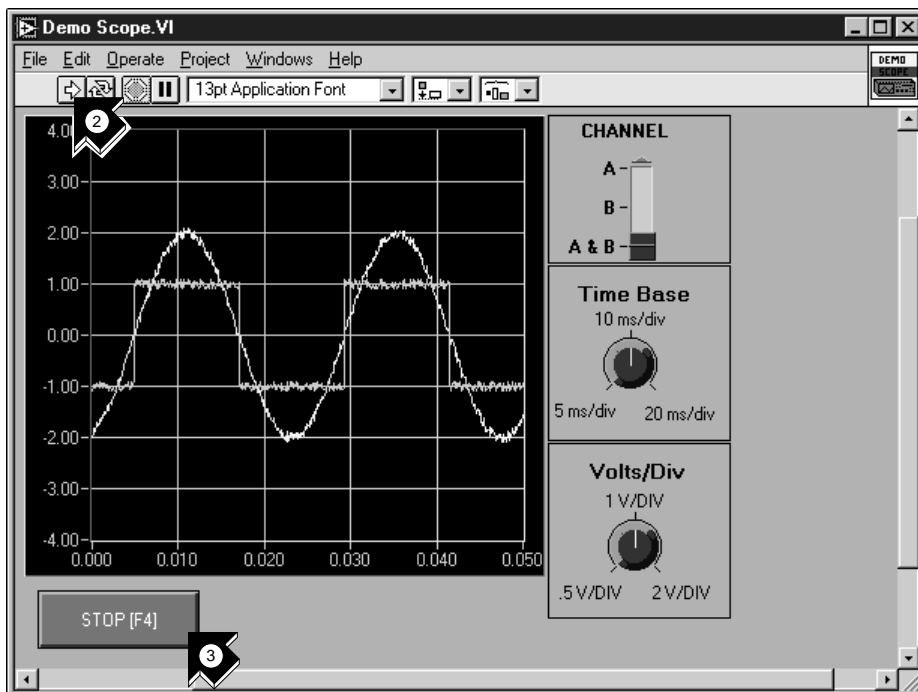 Demo Scope.VI
File Edit Operate Project Windows Help
DEMO
SCOPE
13pt Application Font
2
4.0
3.00
2.00
1.00
0.00
-1.00
-2.00
-3.00
-4.00
0.000 0.010 0.020 0.030 0.040 0.050
CHANNEL
A
B
A & B
Time Base
10 ms/div
5 ms/div 20 ms/div
Volts/Div
1 V/DIV
.5 V/DIV 2 V/DIV
STOP [F4]
3